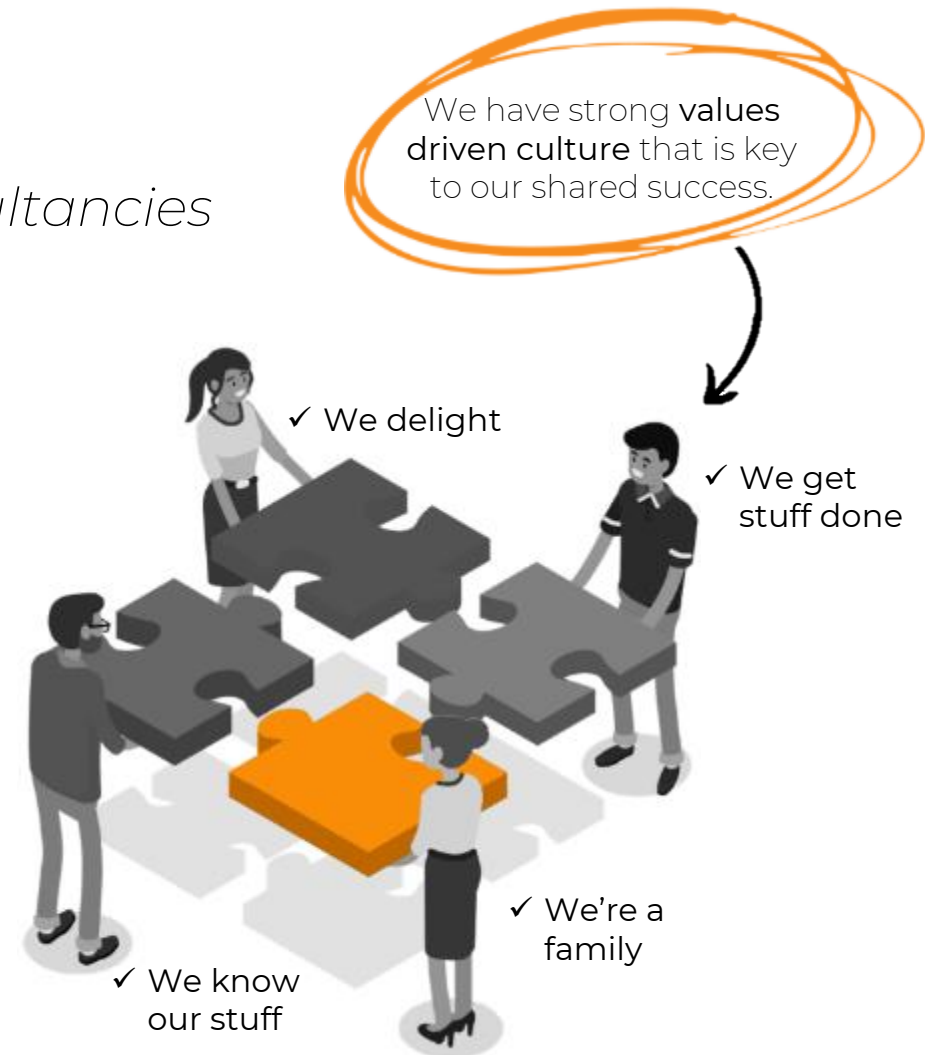 We have strong values
driven culture that is key
to our shared success.
ltancies
✓ We delight
✓ We get
stuff done
✓ We're a
family
✓ We know
our stuff